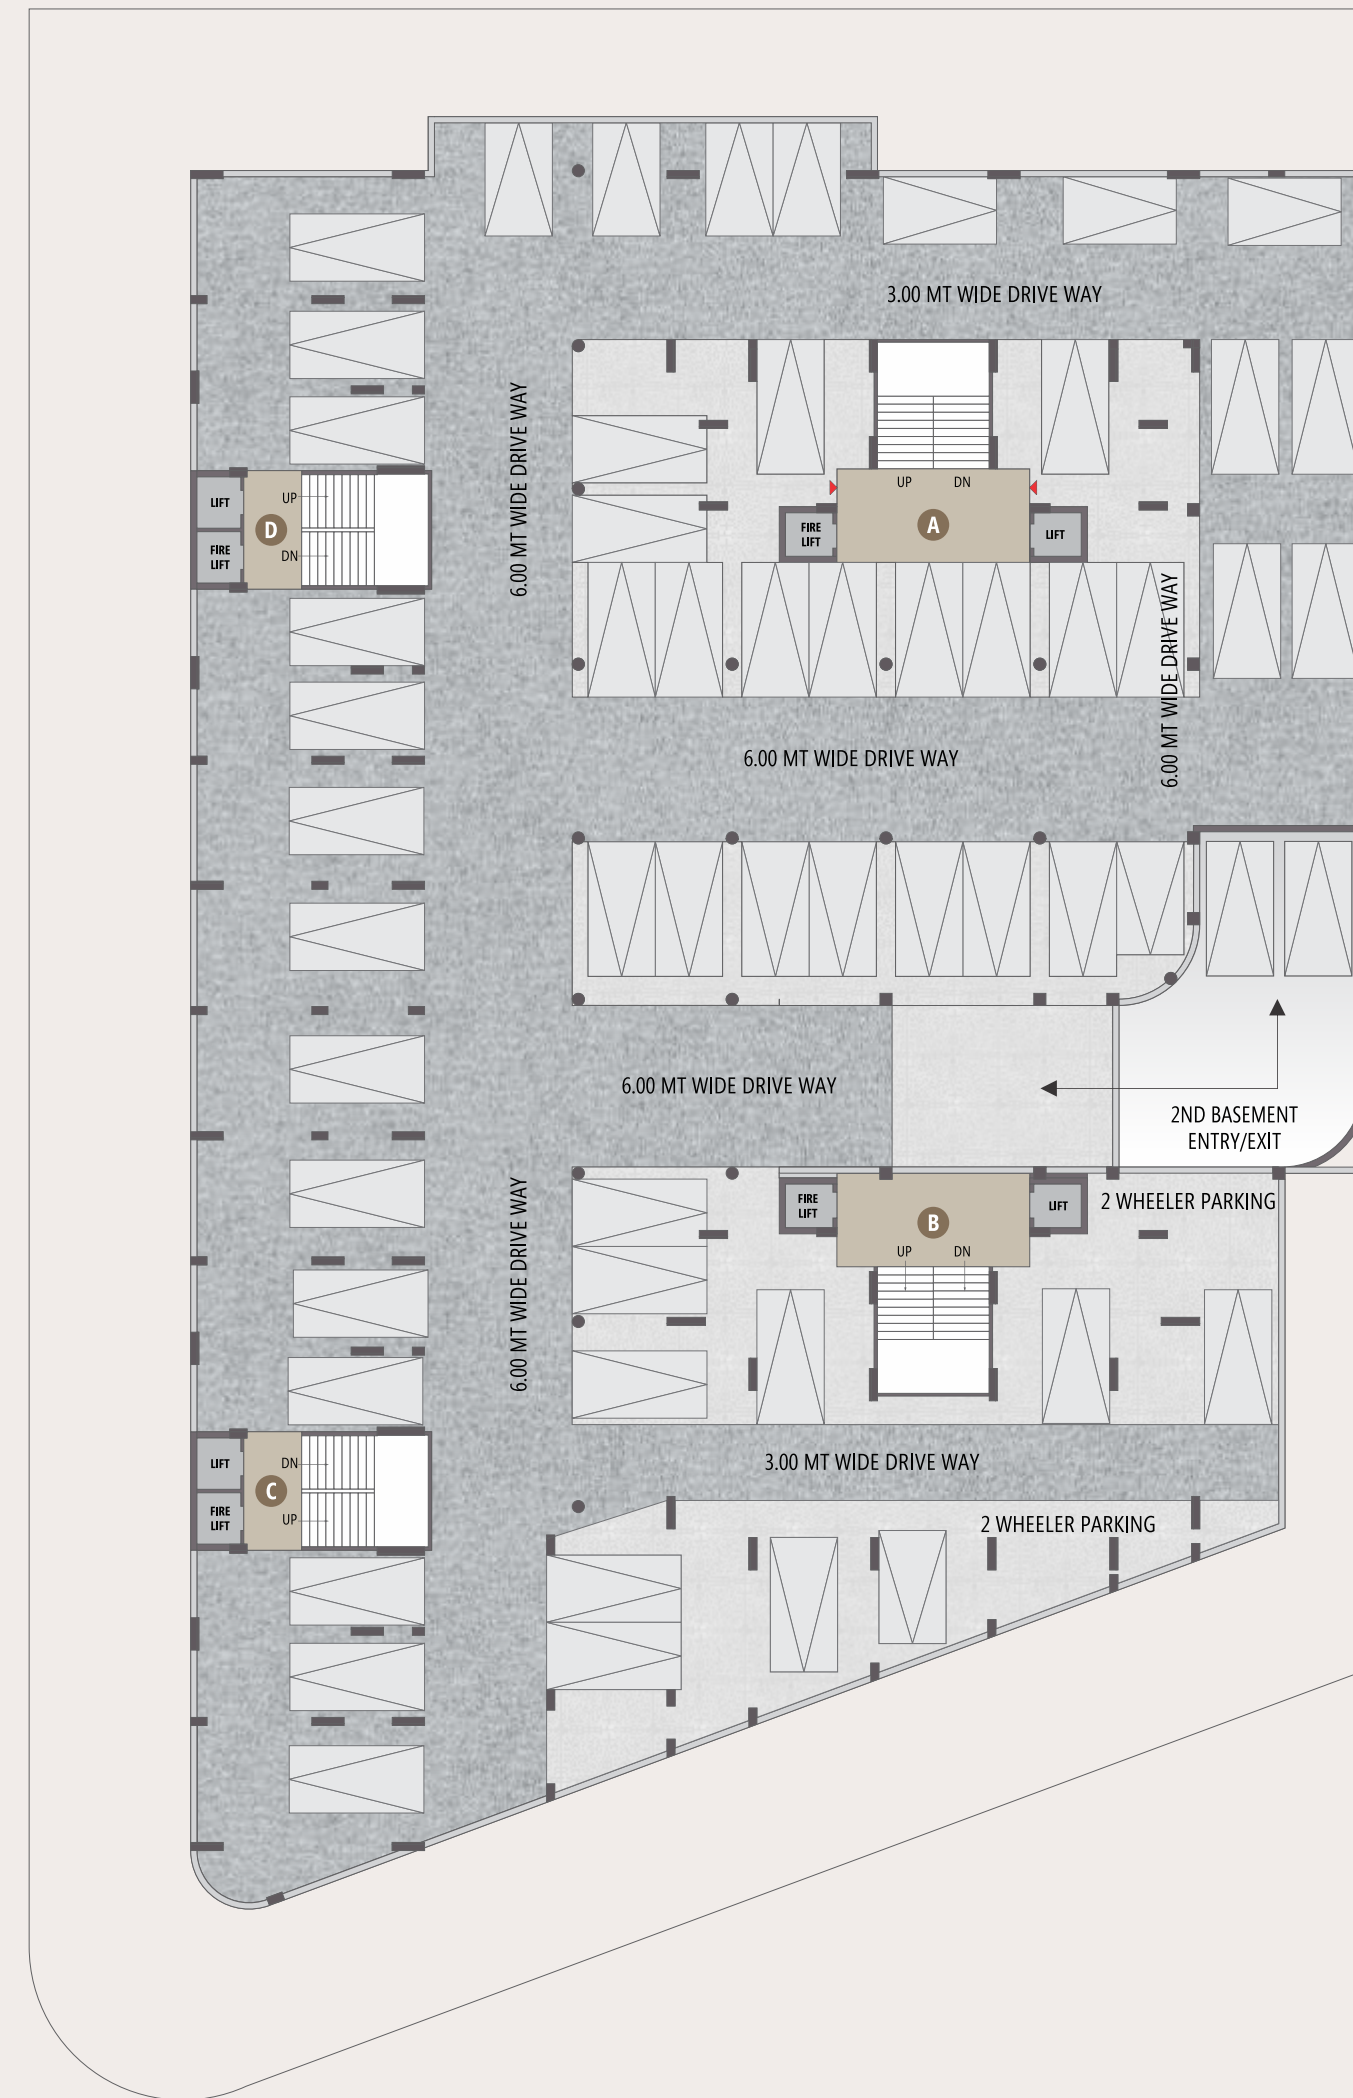 3.00 MT WIDE DRIVE WAY
6.00 MT WIDE DRIVE WAY
UP
DN
LIFT
FIRE
LIFT
D
UP
DN
FIRE
LIFT
A
LIFT
6.00 MT WIDE DRIVE WAY
6.00 MT WIDE DRIVE WAY
6.00 MT WIDE DRIVE WAY
2ND BASEMENT
ENTRY/EXIT
6.00 MT WIDE DRIVE WAY
FIRE
LIFT
B
LIFT
UP
DN
2 WHEELER PARKING
3.00 MT WIDE DRIVE WAY
LIFT
FIRE
LIFT
C
DN
UP
2 WHEELER PARKING